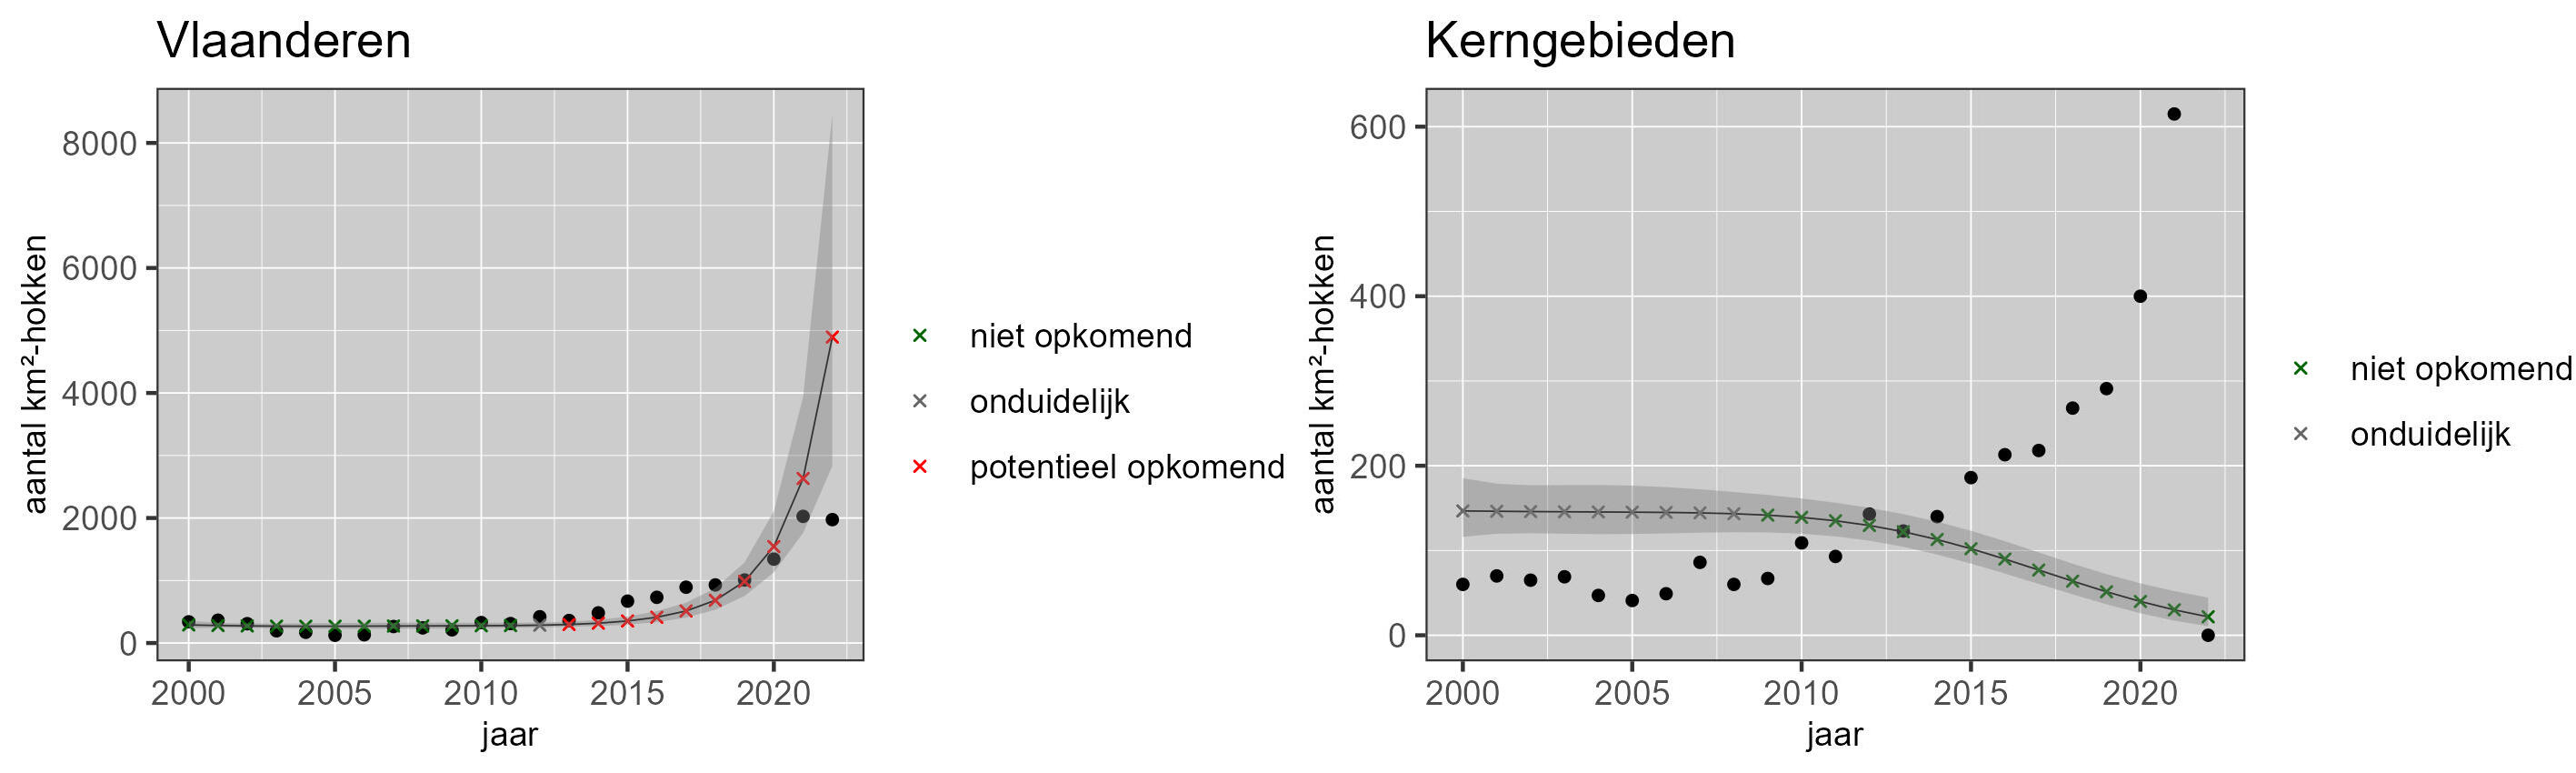 Vlaanderen
aantal km²-hokken
8000
6000
4000
2000
0
2000 2005 2010 2015 2020
jaar
niet opkomend
onduidelijk
potentieel opkomend
Kerngebieden
aantal km²-hokken
600
400
200
0
2000 2005 2010 2015 2020
jaar
niet opkomend
onduidelijk